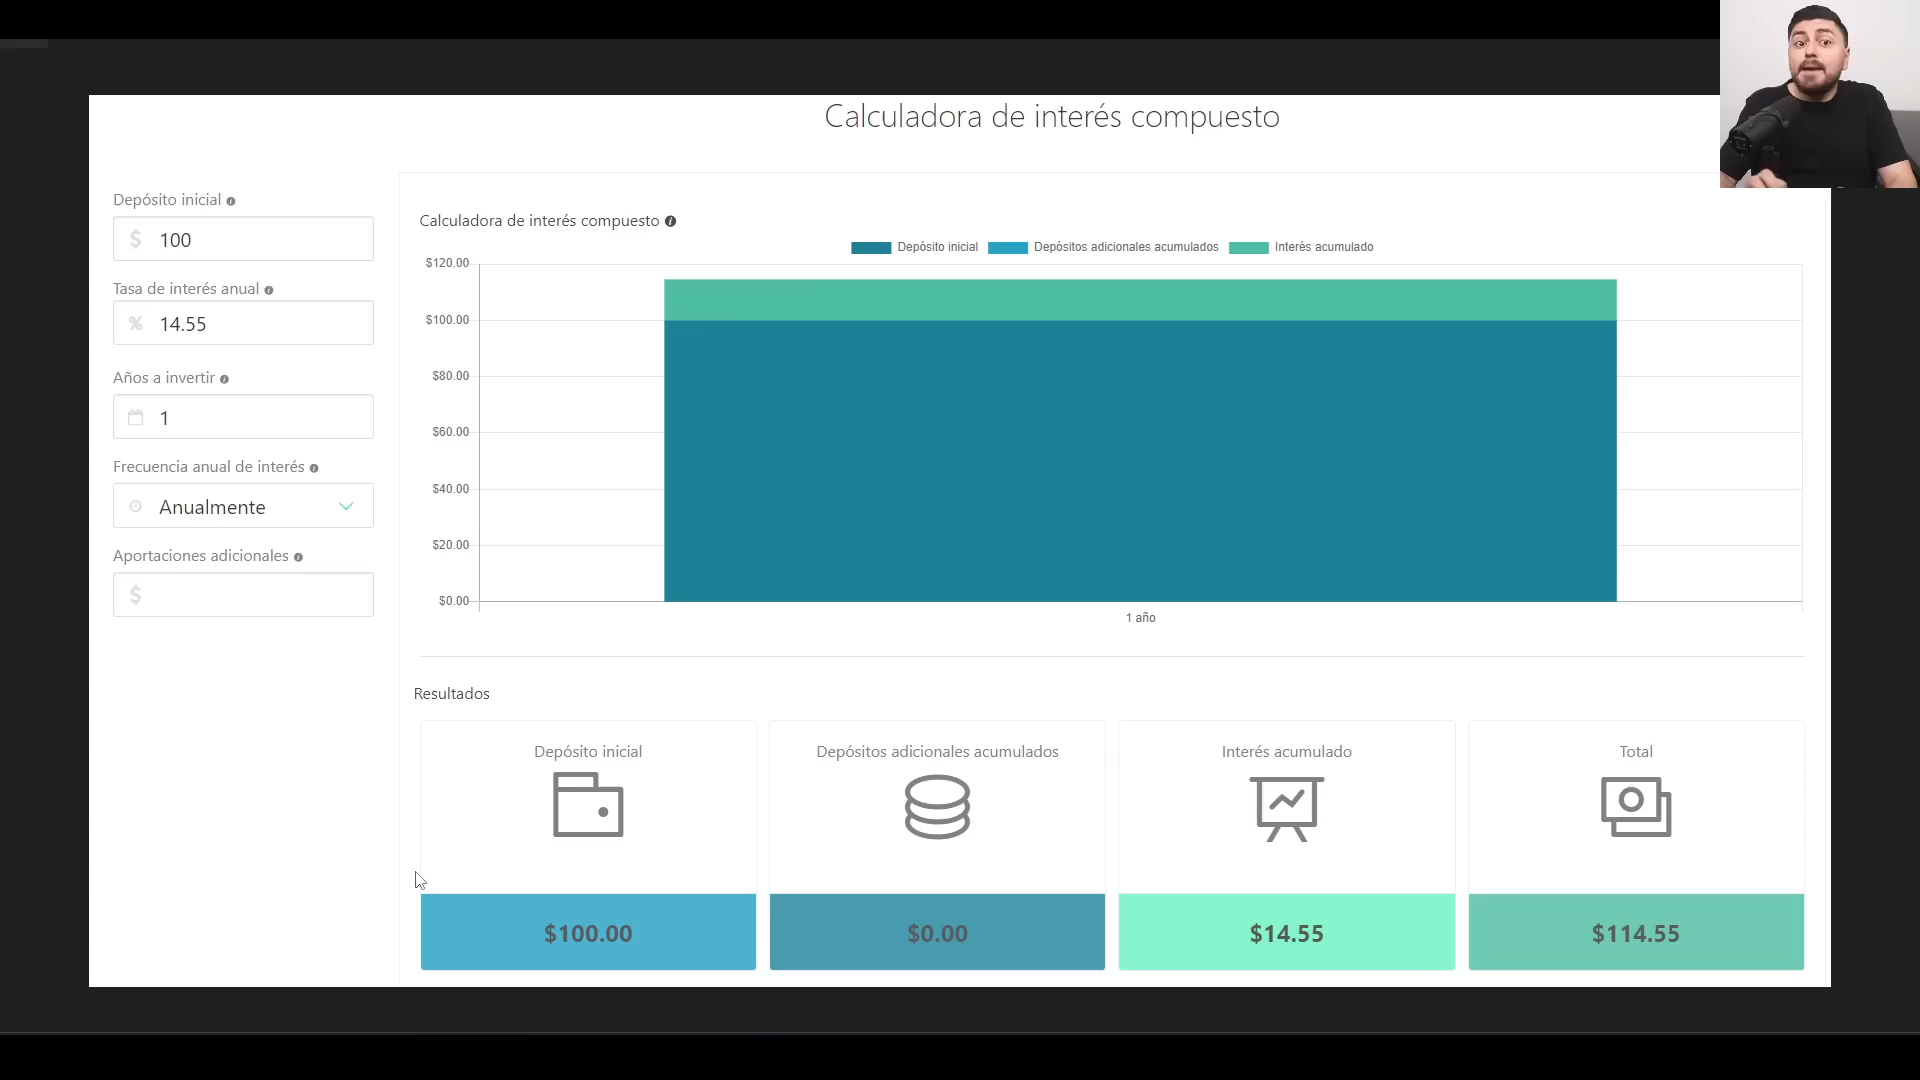 Calculadora de interés compuesto
Depósito inicial
$ 100
Tasa de interés anual
% 14.55
Años a invertir
1
Frecuencia anual de interés
Anualmente
Aportaciones adicionales
$
Calculadora de interés compuesto
Depósito inicial Depósitos adicionales acumulados Interés acumulado
$120.00
$100.00
$80.00
$60.00
$40.00
$20.00
$0.00
1 año
Resultados
Depósito inicial
$100.00
Depósitos adicionales acumulados
$0.00
Interés acumulado
$14.55
Total
$114.55